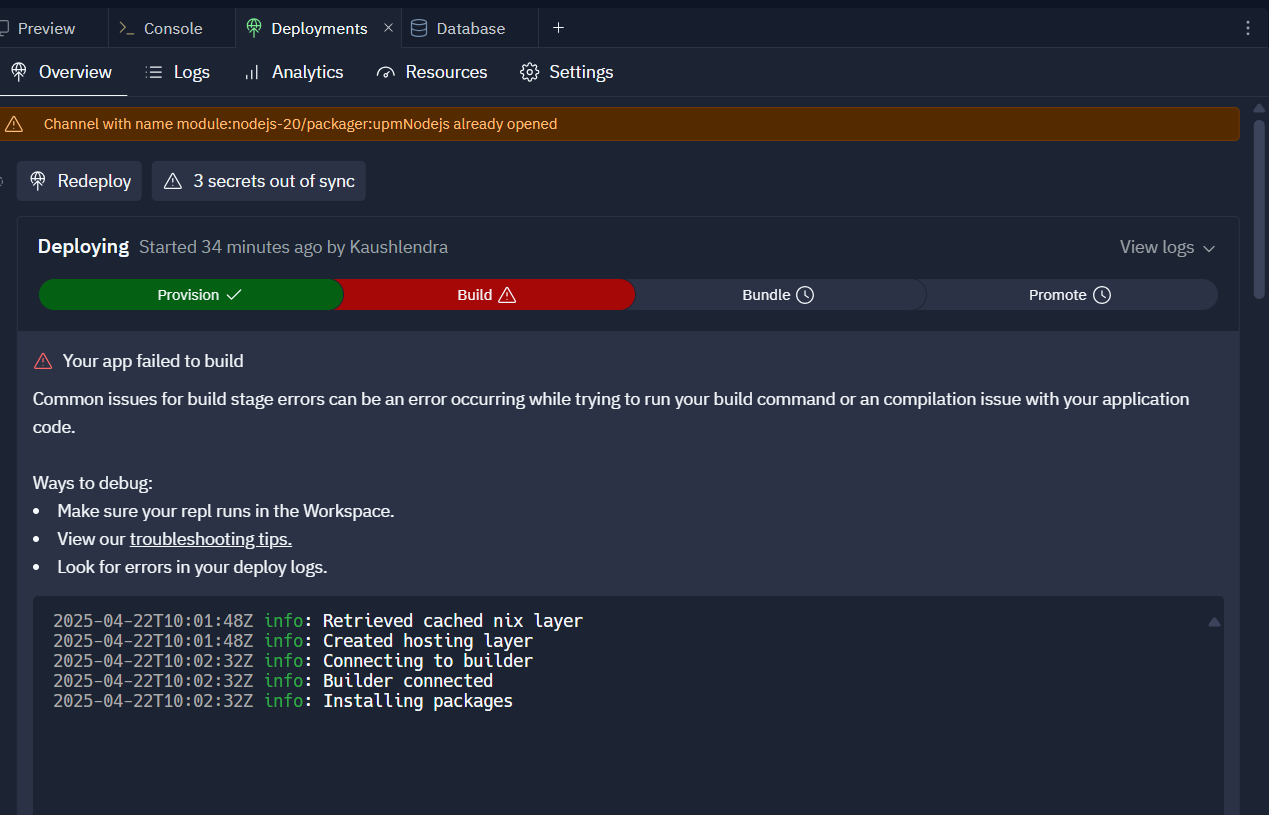 Preview Console Deployments Database
Overview Logs Analytics Resources Settings
Channel with name module:nodejs-20/packager:upmNodejs already opened
Redeploy 3 secrets out of sync
Deploying Started 34 minutes ago by Kaushlendra View logs
Provision Build Bundle Promote
Your app failed to build
Common issues for build stage errors can be an error occurring while trying to run your build command or an compilation issue with your application
code.
Ways to debug:
• Make sure your repl runs in the Workspace.
• View our troubleshooting tips.
• Look for errors in your deploy logs.
2025-04-22T10:01:48Z info: Retrieved cached nix layer
2025-04-22T10:01:48Z info: Created hosting layer
2025-04-22T10:02:32Z info: Connecting to builder
2025-04-22T10:02:32Z info: Builder connected
2025-04-22T10:02:32Z info: Installing packages